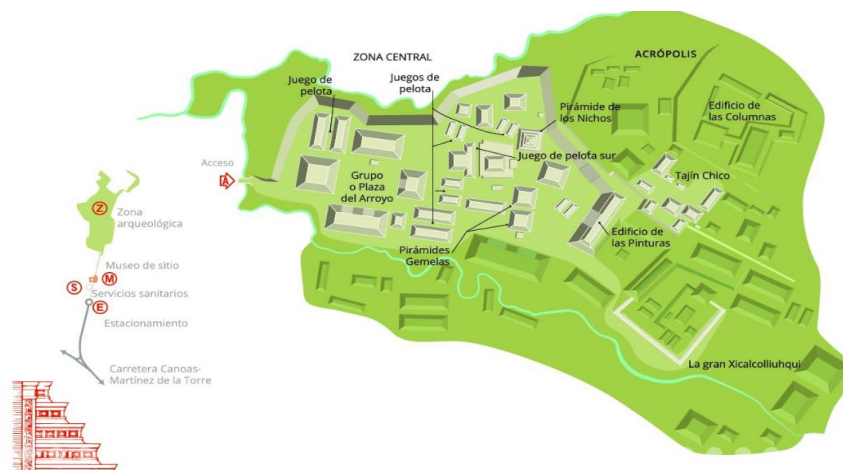 ZONA CENTRAL
ACRÓPOLIS
Juego de
pelota
Juegos de
pelota
Pirámide de
los Nichos
Edificio de
las Columnas
Juego de pelota sur
Acceso
A
Grupo
o Plaza
del Arroyo
Tajín Chico
Edificio de
las Pinturas
Pirámides
Gemelas
La gran Xicalcolliuhqui
Z
Zona
arqueológica
Museo de sitio
M
S
Servicios sanitarios
E
Estacionamiento
Carretera Canoas-
Martínez de la Torre